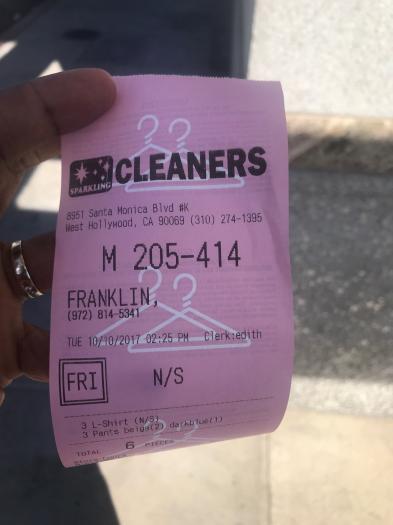 SPARKLING CLEANERS
8951 Santa Monica Blvd #K
West Hollywood, CA 90069 (310) 274-1395
M 205-414
FRANKLIN,
(972) 814-5341
TUE 10/10/2017 02:25 PM Clerk:edith
FRI N/S
3 L-Shirt (N/S)
3 Pants beige(2) darkblue(1)
TOTAL 6 PIECES